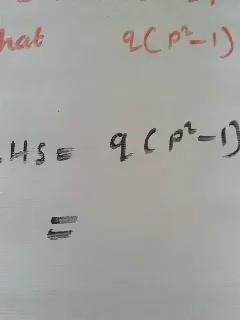 hat q(p²-1)
.HS = q(p²-1)
=